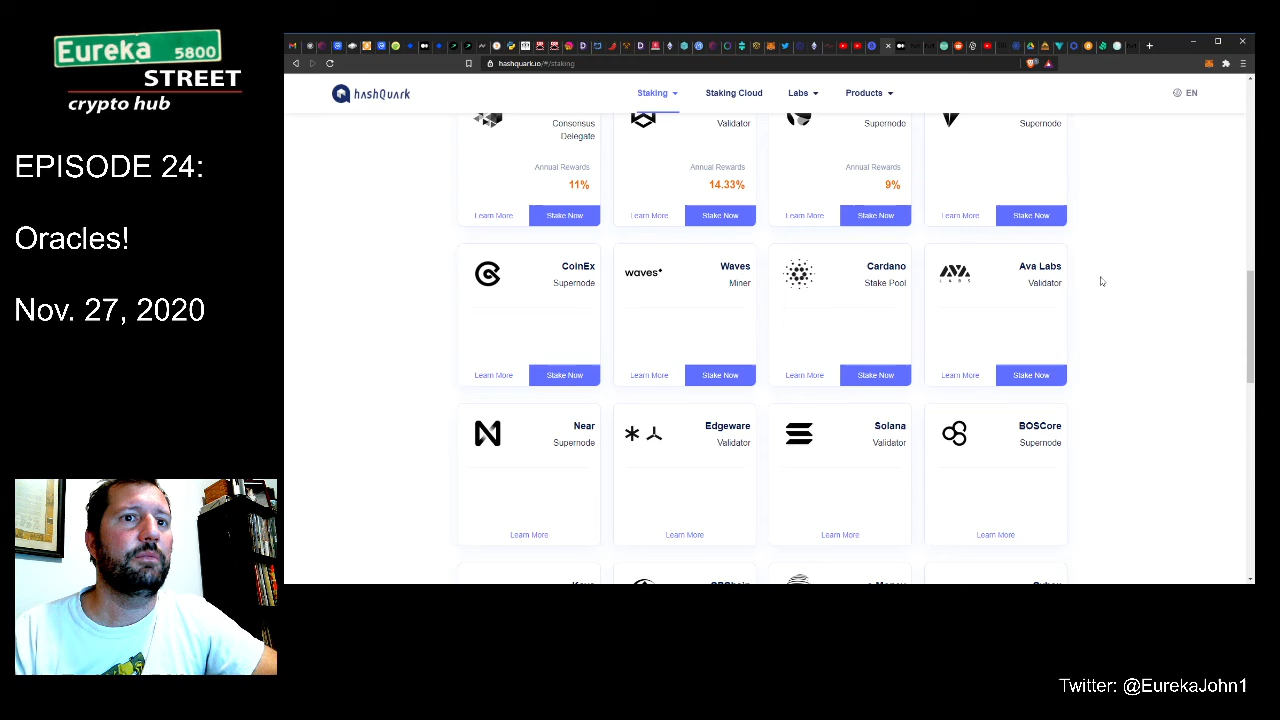 Eureka 5800
STREET
crypto hub
EPISODE 24:
Oracles!
Nov. 27, 2020
hashquark.io/*/staking
hashQuark
Staking
Staking Cloud
Labs
Products
EN
Consensus Delegate
Annual Rewards
11%
Learn More
Stake Now
Validator
Annual Rewards
14.33%
Learn More
Stake Now
Supernode
Annual Rewards
9%
Learn More
Stake Now
Supernode
Learn More
Stake Now
CoinEx
Supernode
Learn More
Stake Now
waves
Waves
Miner
Learn More
Stake Now
Cardano
Stake Pool
Learn More
Stake Now
AVA
LABS
Ava Labs
Validator
Learn More
Stake Now
Near
Supernode
Learn More
Edgeware
Validator
Learn More
Solana
Validator
Learn More
BOSCore
Supernode
Learn More
Twitter: @EurekaJohn1